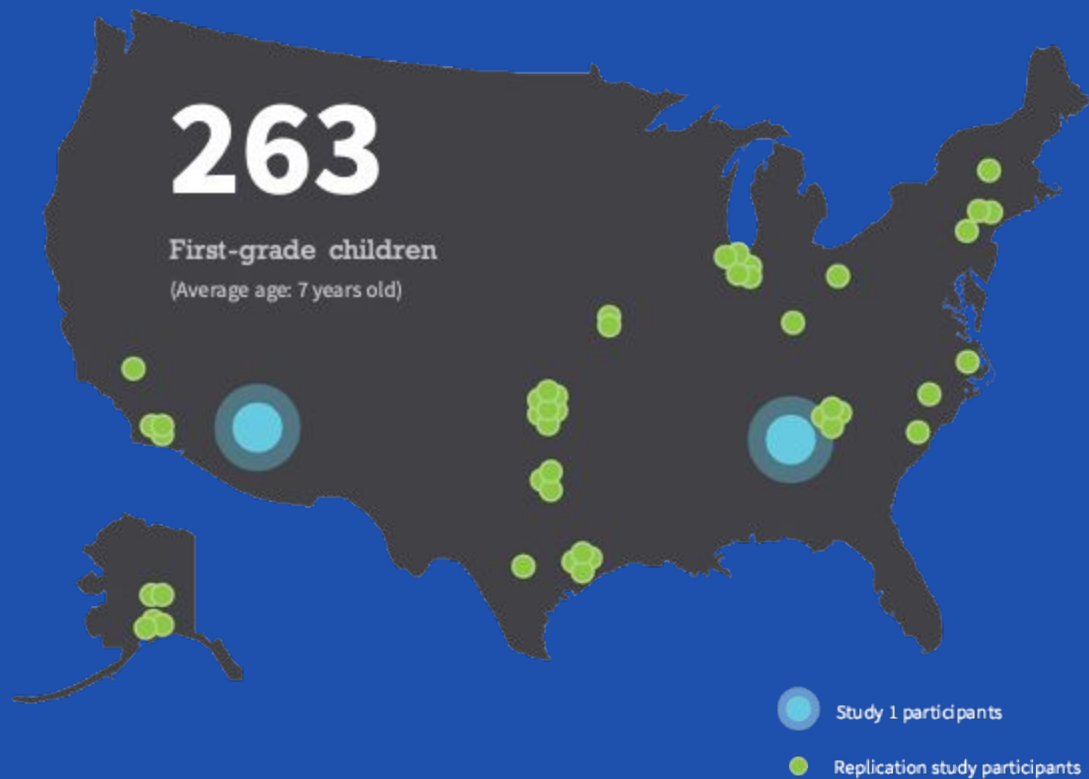 263
First-grade children
(Average age: 7 years old)
Study 1 participants
Replication study participants